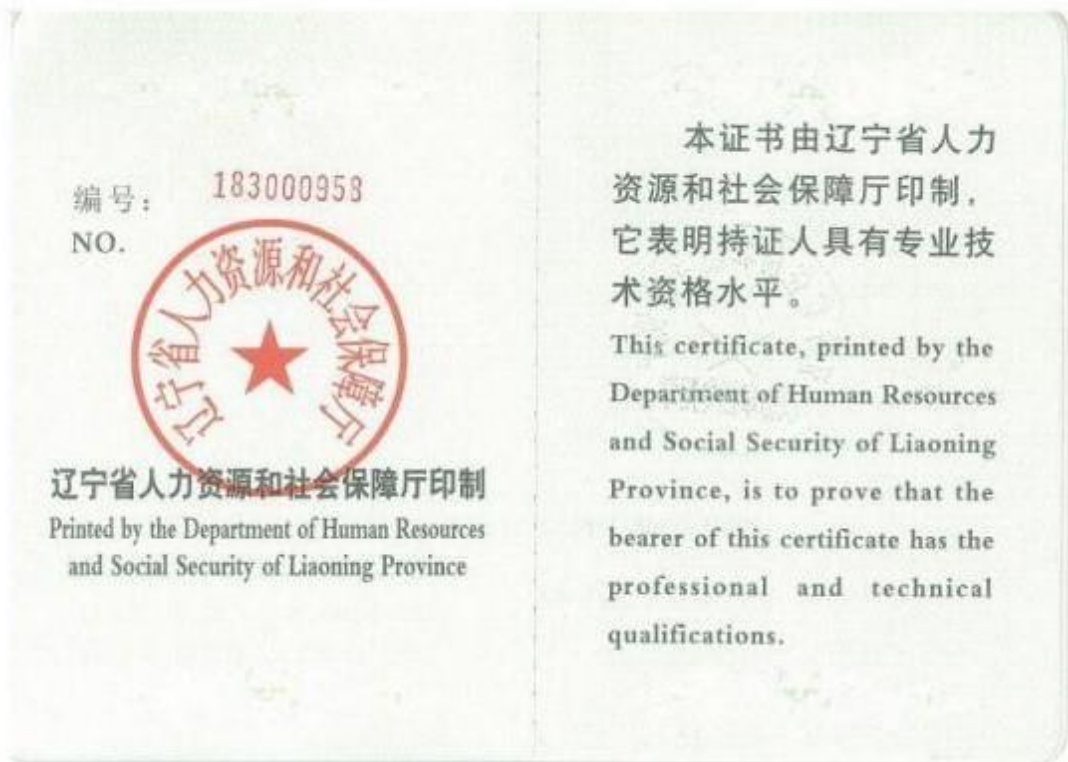 编号：
183000958
NO.
辽宁省人力资源和社会保障厅
辽宁省人力资源和社会保障厅印制
Printed by the Department of Human Resources
and Social Security of Liaoning Province
本证书由辽宁省人力
资源和社会保障厅印制，
它表明持证人具有专业技
术资格水平。
This certificate, printed by the
Department of Human Resources
and Social Security of Liaoning
Province, is to prove that the
bearer of this certificate has the
professional and technical
qualifications.